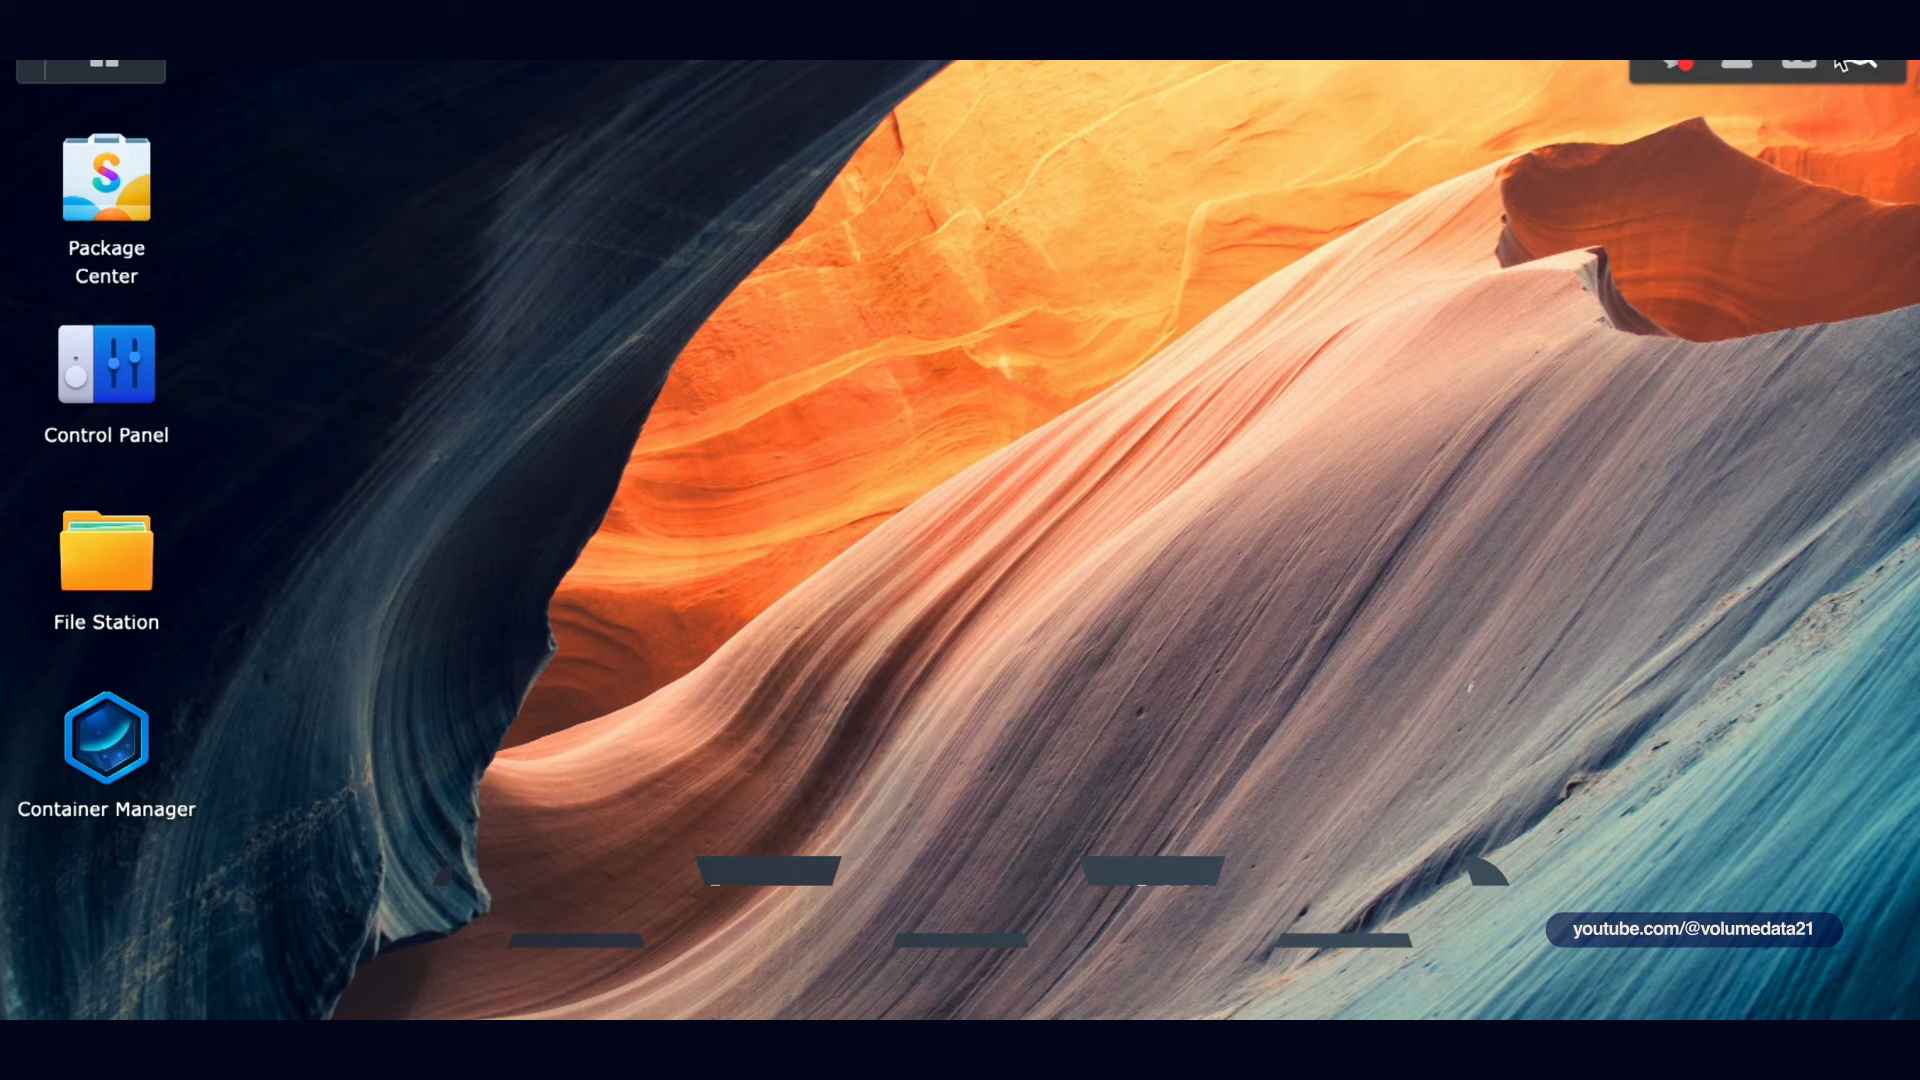 Package
Center
Control Panel
File Station
Container Manager
youtube.com/@volumedata21